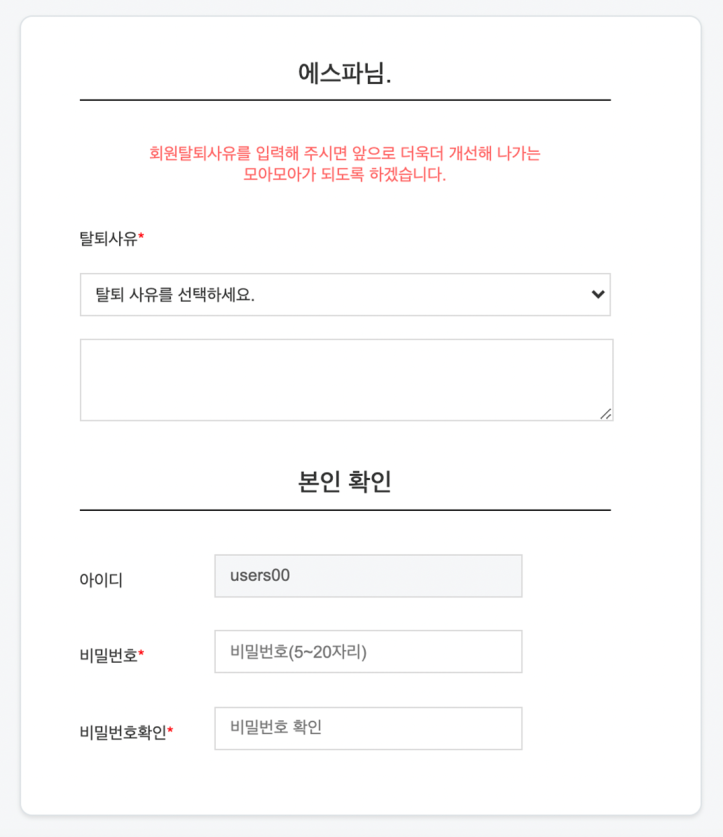 에스파님.
회원탈퇴사유를 입력해 주시면 앞으로 더욱더 개선해 나가는
모아모아가 되도록 하겠습니다.
탈퇴사유*
탈퇴 사유를 선택하세요.
본인 확인
아이디 users00
비밀번호* 비밀번호(5~20자리)
비밀번호확인* 비밀번호 확인